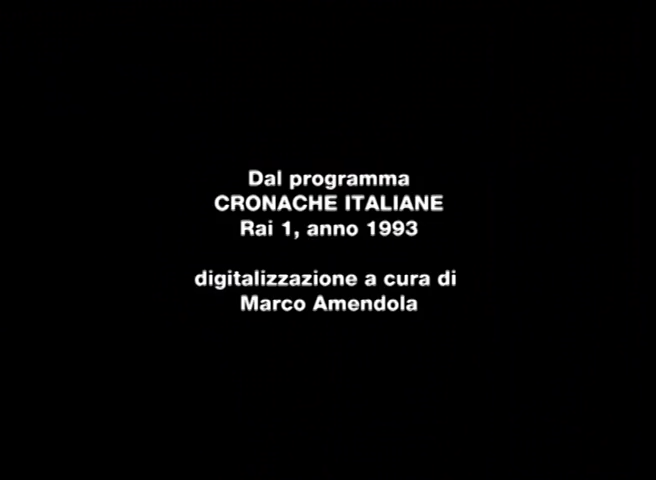 Dal programma
CRONACHE ITALIANE
Rai 1, anno 1993
digitalizzazione a cura di
Marco Amendola